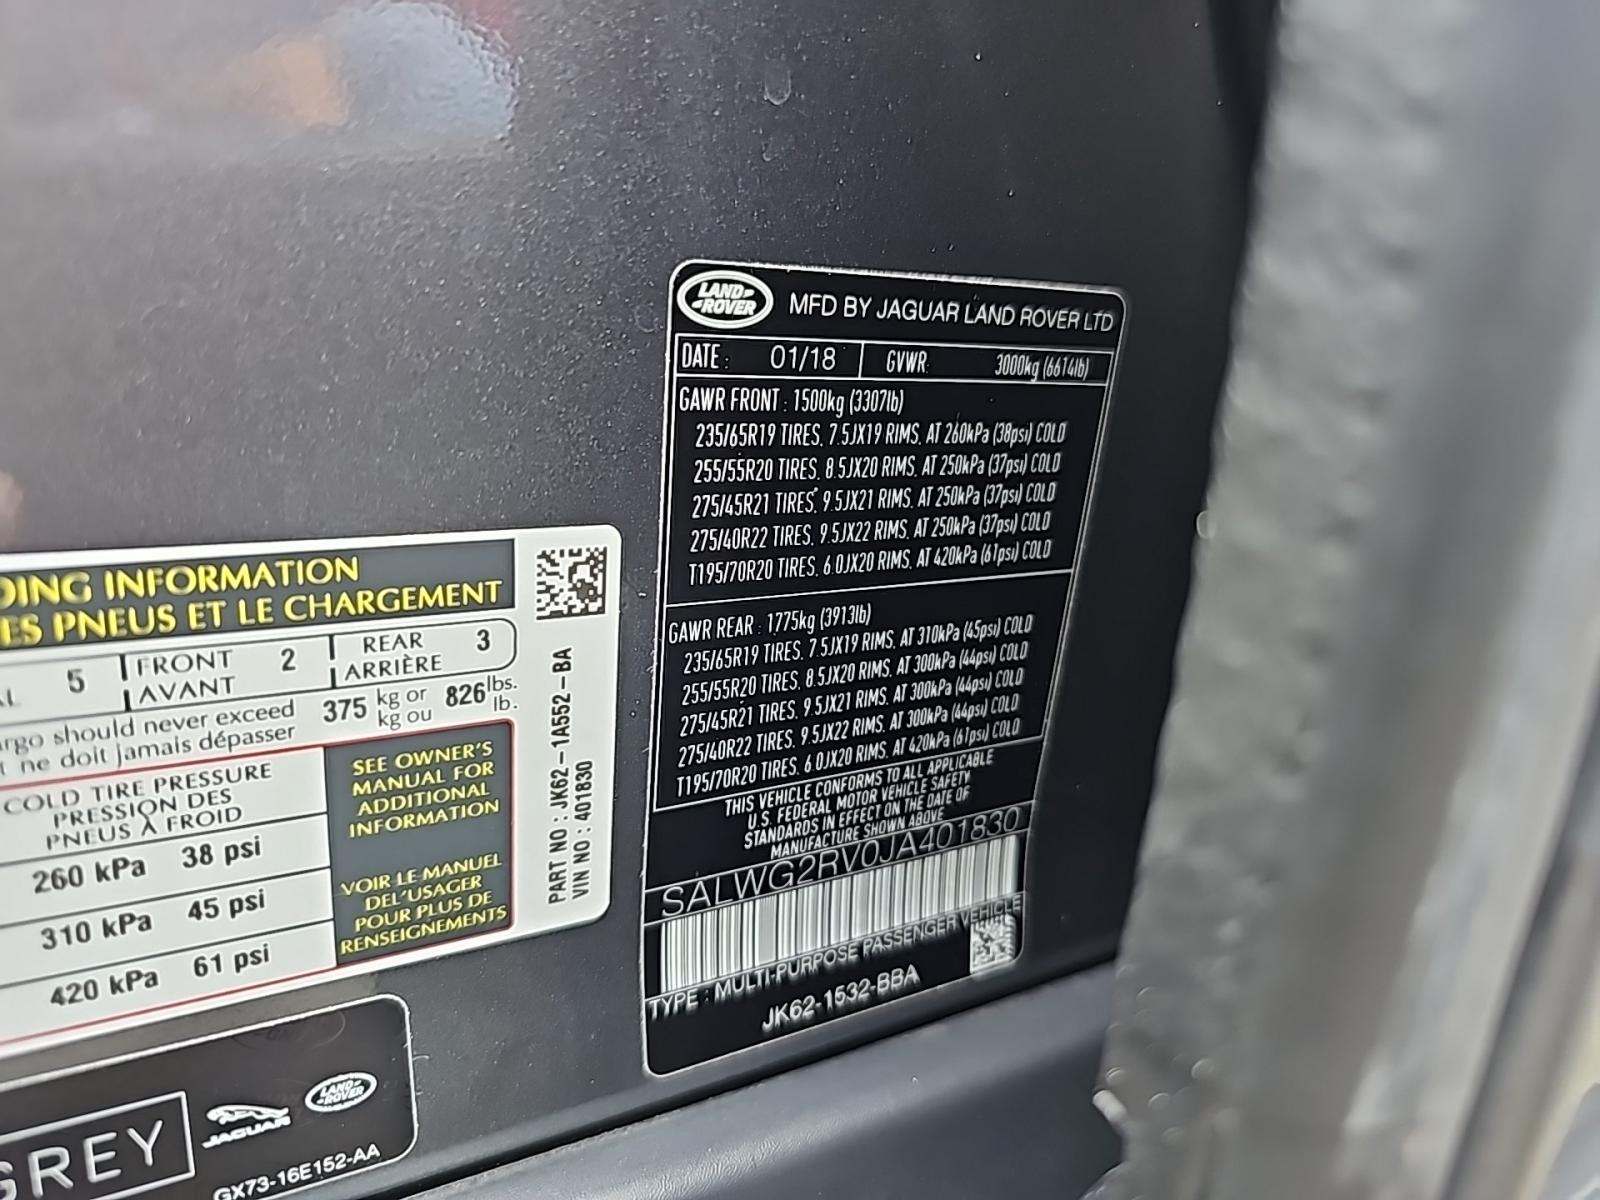 LAND ROVER
MFD BY JAGUAR LAND ROVER LTD
DATE: 01/18 GVWR: 3000kg (6614lb)
GAWR FRONT : 1500kg (3307lb)
235/65R19 TIRES, 7.5JX19 RIMS, AT 260kPa (38psi) COLD
255/55R20 TIRES, 8.5JX20 RIMS, AT 250kPa (37psi) COLD
275/45R21 TIRES, 9.5JX21 RIMS, AT 250kPa (37psi) COLD
275/40R22 TIRES, 9.5JX22 RIMS, AT 250kPa (37psi) COLD
T195/70R20 TIRES, 6.0JX20 RIMS, AT 420kPa (61psi) COLD
GAWR REAR : 1775kg (3913lb)
235/65R19 TIRES, 7.5JX19 RIMS, AT 310kPa (45psi) COLD
255/55R20 TIRES, 8.5JX20 RIMS, AT 300kPa (44psi) COLD
275/45R21 TIRES, 9.5JX21 RIMS, AT 300kPa (44psi) COLD
275/40R22 TIRES, 9.5JX22 RIMS, AT 300kPa (44psi) COLD
T195/70R20 TIRES, 6.0JX20 RIMS, AT 420kPa (61psi) COLD
THIS VEHICLE CONFORMS TO ALL APPLICABLE
U.S. FEDERAL MOTOR VEHICLE SAFETY
STANDARDS IN EFFECT ON THE DATE OF
MANUFACTURE SHOWN ABOVE
SALWG2RV0JA401830
TYPE : MULTI-PURPOSE PASSENGER VEHICLE
JK62-1532-BBA
DING INFORMATION
ES PNEUS ET LE CHARGEMENT
AL 5 FRONT AVANT 2 REAR ARRIÈRE 3
rgo should never exceed 375 kg or 826 lbs.
t ne doit jamais dépasser kg ou lb.
COLD TIRE PRESSURE
PRESSION DES
PNEUS À FROID
260 kPa 38 psi
310 kPa 45 psi
420 kPa 61 psi
SEE OWNER'S
MANUAL FOR
ADDITIONAL
INFORMATION
VOIR LE MANUEL
DEL'USAGER
POUR PLUS DE
RENSEIGNEMENTS
PART NO : JK62-1A552-BA
VIN NO : 401830
GREY
JAGUAR
LAND ROVER
GX73-16E152-AA